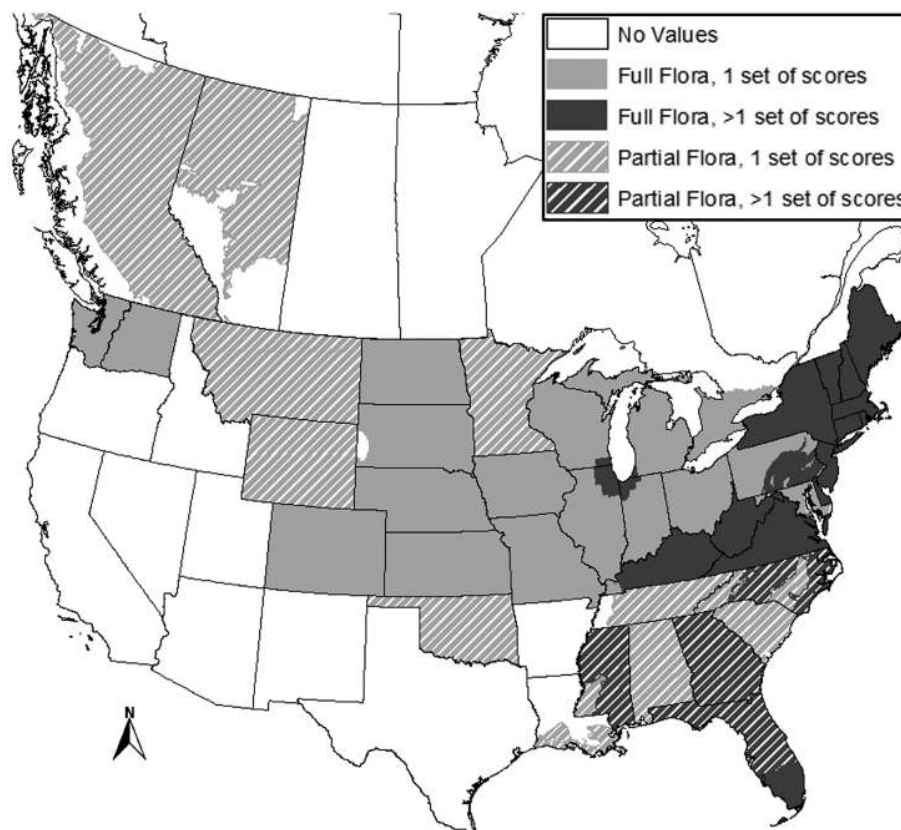 No Values
Full Flora, 1 set of scores
Full Flora, >1 set of scores
Partial Flora, 1 set of scores
Partial Flora, >1 set of scores
N